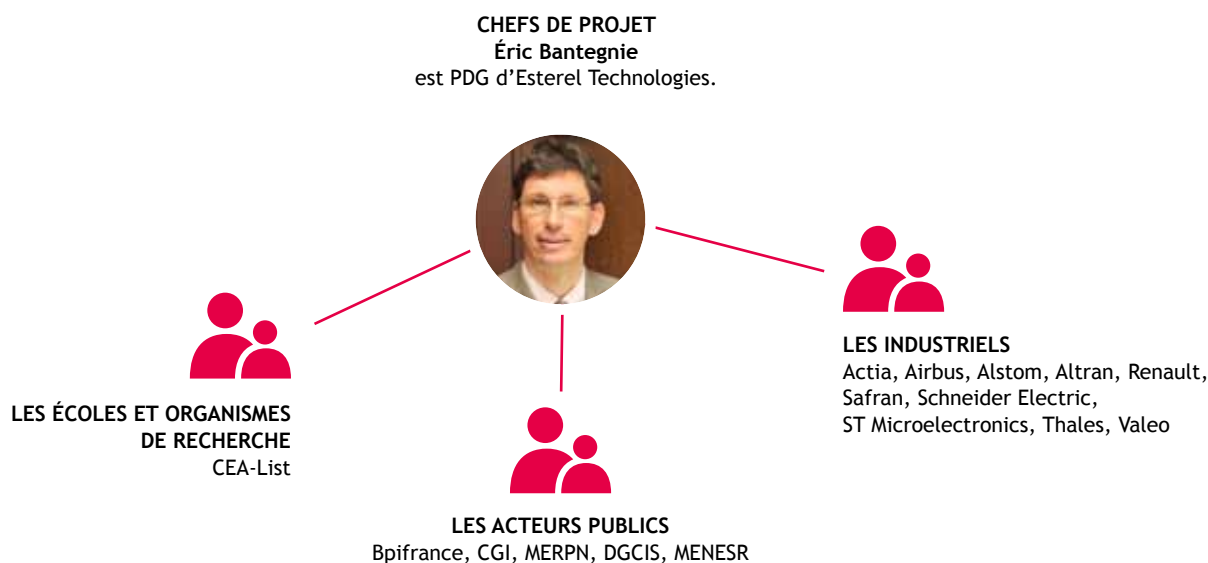 CHEFS DE PROJET
Éric Bantegnie
est PDG d’Esterel Technologies.
LES ÉCOLES ET ORGANISMES
DE RECHERCHE
CEA-List
LES ACTEURS PUBLICS
Bpifrance, CGI, MERPN, DGCIS, MENESR
LES INDUSTRIELS
Actia, Airbus, Alstom, Altran, Renault,
Safran, Schneider Electric,
ST Microelectronics, Thales, Valeo